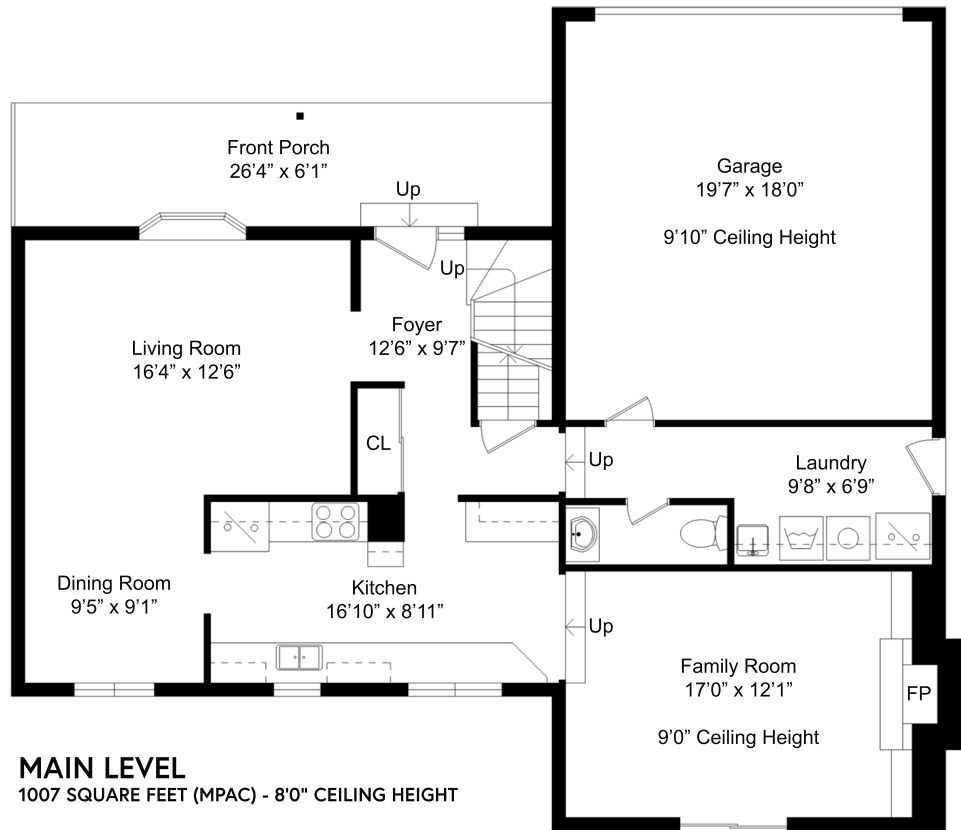 Front Porch
26’4” x 6’1”
Up
Garage
19’7” x 18’0”
9’10” Ceiling Height
Up
Foyer
12’6” x 9’7”
Living Room
16’4” x 12’6”
CL
Up
Laundry
9’8” x 6’9”
Dining Room
9’5” x 9’1”
Kitchen
16’10” x 8’11”
Up
Family Room
17’0” x 12’1”
9’0” Ceiling Height
FP
MAIN LEVEL
1007 SQUARE FEET (MPAC) - 8'0" CEILING HEIGHT